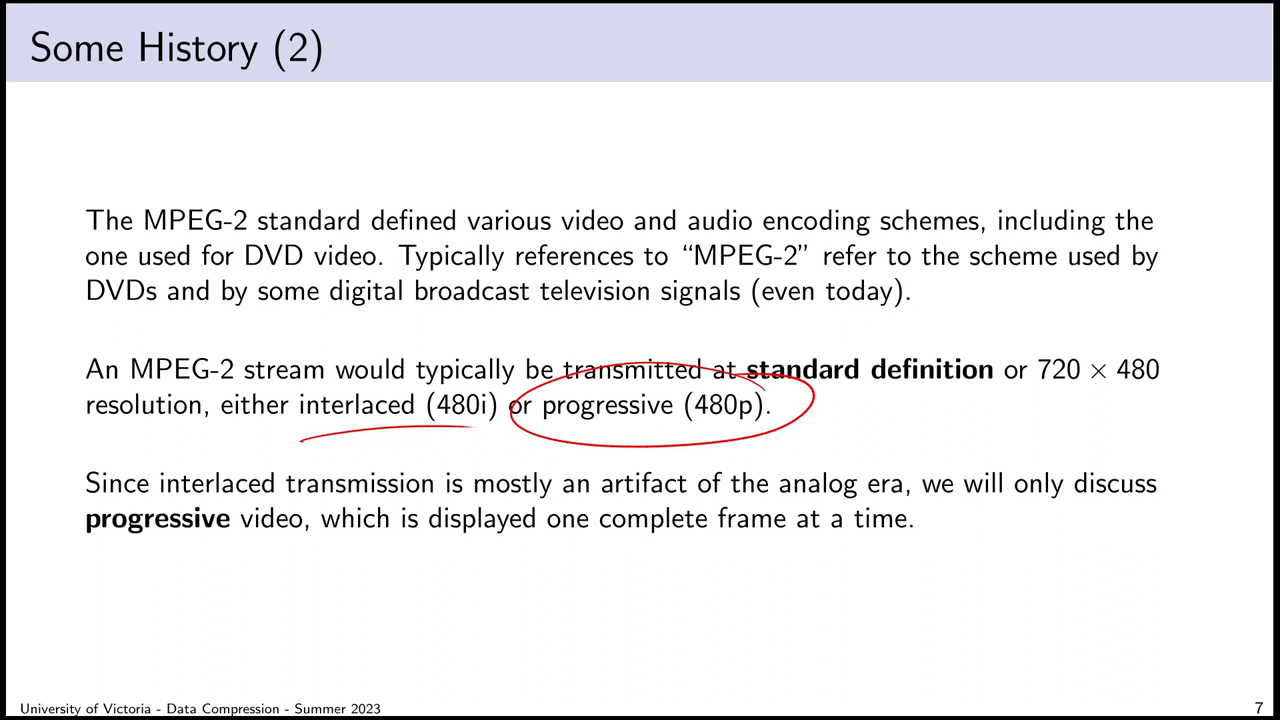 Some History (2)
The MPEG-2 standard defined various video and audio encoding schemes, including the
one used for DVD video. Typically references to “MPEG-2” refer to the scheme used by
DVDs and by some digital broadcast television signals (even today).
An MPEG-2 stream would typically be transmitted at standard definition or 720 × 480
resolution, either interlaced (480i) or progressive (480p).
Since interlaced transmission is mostly an artifact of the analog era, we will only discuss
progressive video, which is displayed one complete frame at a time.
University of Victoria - Data Compression - Summer 2023
7